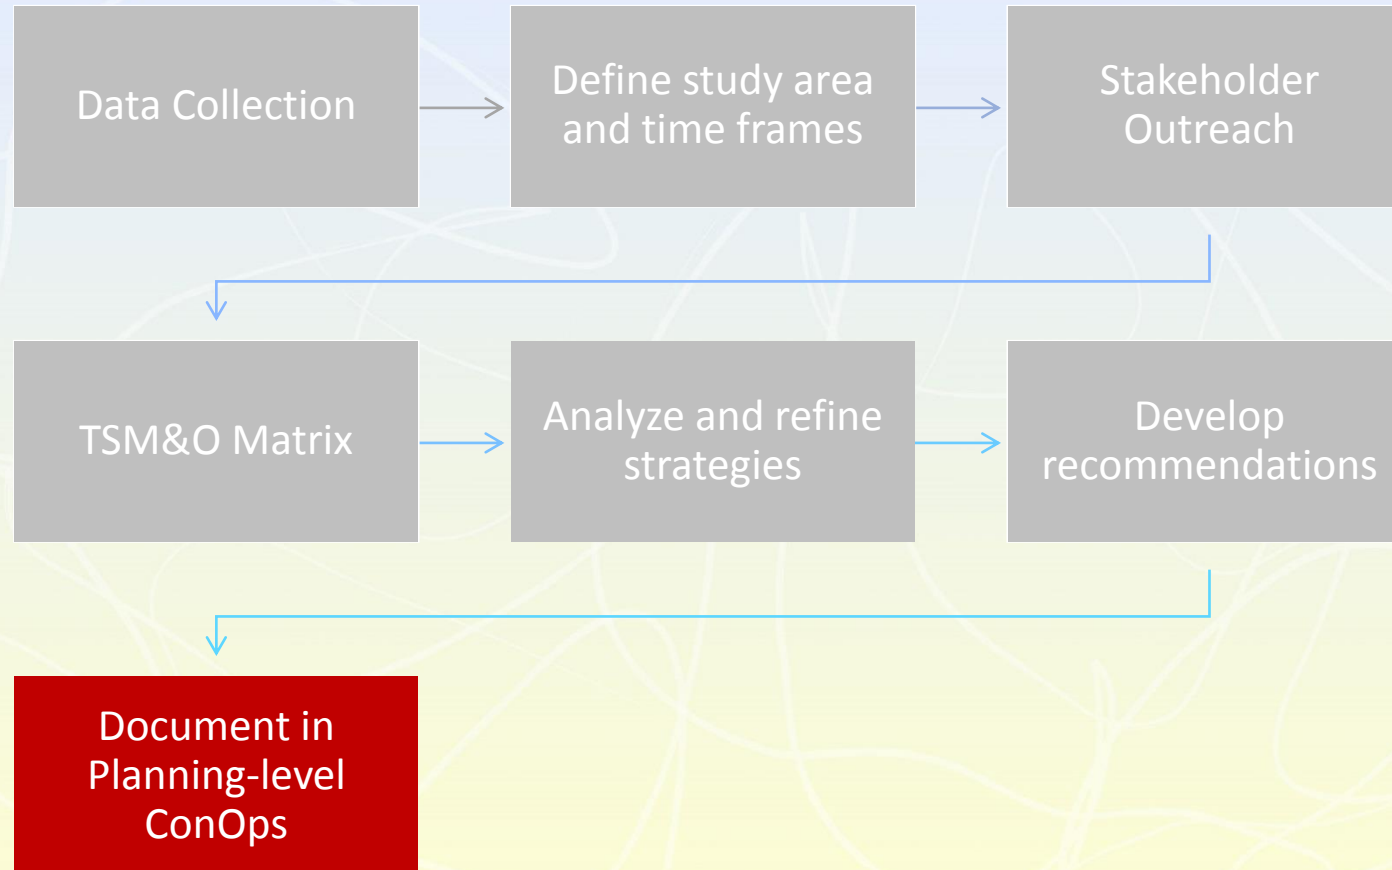 Data Collection
Define study area
and time frames
Stakeholder
Outreach
TSM&O Matrix
Analyze and refine
strategies
Develop
recommendations
Document in
Planning-level
ConOps